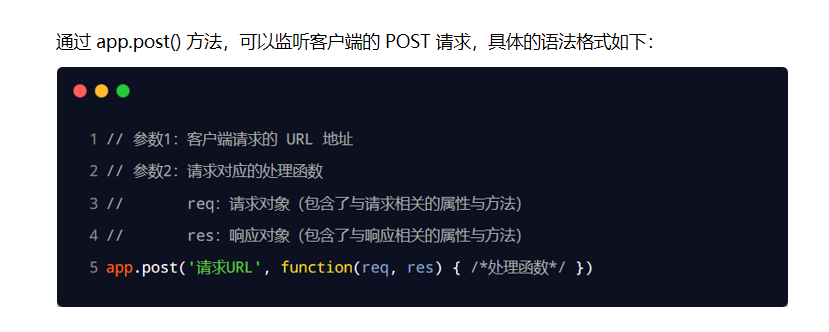 通过 app.post() 方法，可以监听客户端的 POST 请求，具体的语法格式如下：
1 // 参数1：客户端请求的 URL 地址
2 // 参数2：请求对应的处理函数
3 //       req：请求对象（包含了与请求相关的属性与方法）
4 //       res：响应对象（包含了与响应相关的属性与方法）
5 app.post('请求URL', function(req, res) { /*处理函数*/ })